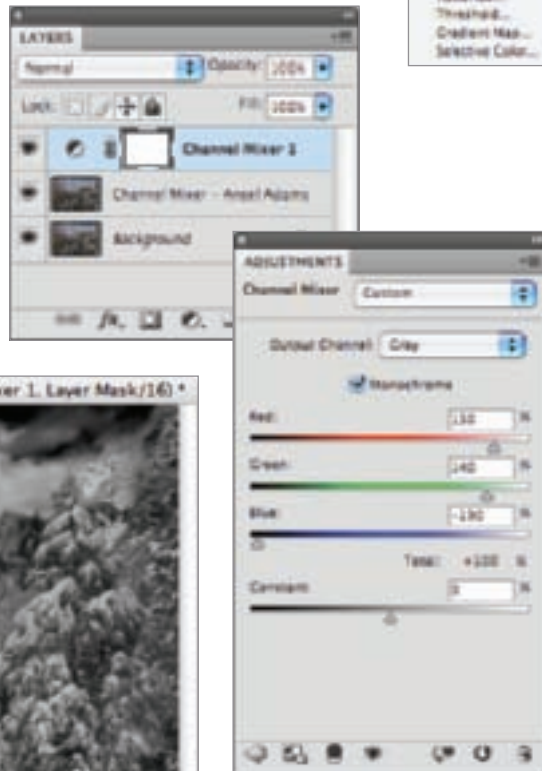 Threshold...
Gradient Map...
Selective Color...
LAYERS
Normal Opacity: 100%
Lock: Fill: 100%
Channel Mixer 1
Channel Mixer - Ansel Adams
Background
ADJUSTMENTS
Channel Mixer Custom
Output Channel: Gray
Monochrome
Red: %
Green: 140 %
Blue: %
Total: +100 %
Constant: 0 %
er 1, Layer Mask/16) *